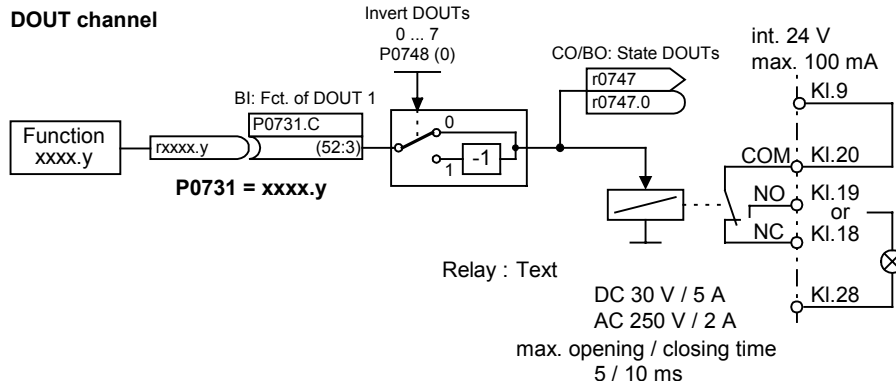 DOUT channel
Invert DOUTs
0 ... 7
P0748 (0)
int. 24 V
max. 100 mA
CO/BO: State DOUTs
r0747
r0747.0
Kl.9
BI: Fct. of DOUT 1
P0731.C
(52:3)
Function
xxxx.y
rxxxx.y
P0731 = xxxx.y
0
1
-1
COM
Kl.20
NO
Kl.19
or
NC
Kl.18
Kl.28
Relay : Text
DC 30 V / 5 A
AC 250 V / 2 A
max. opening / closing time
5 / 10 ms